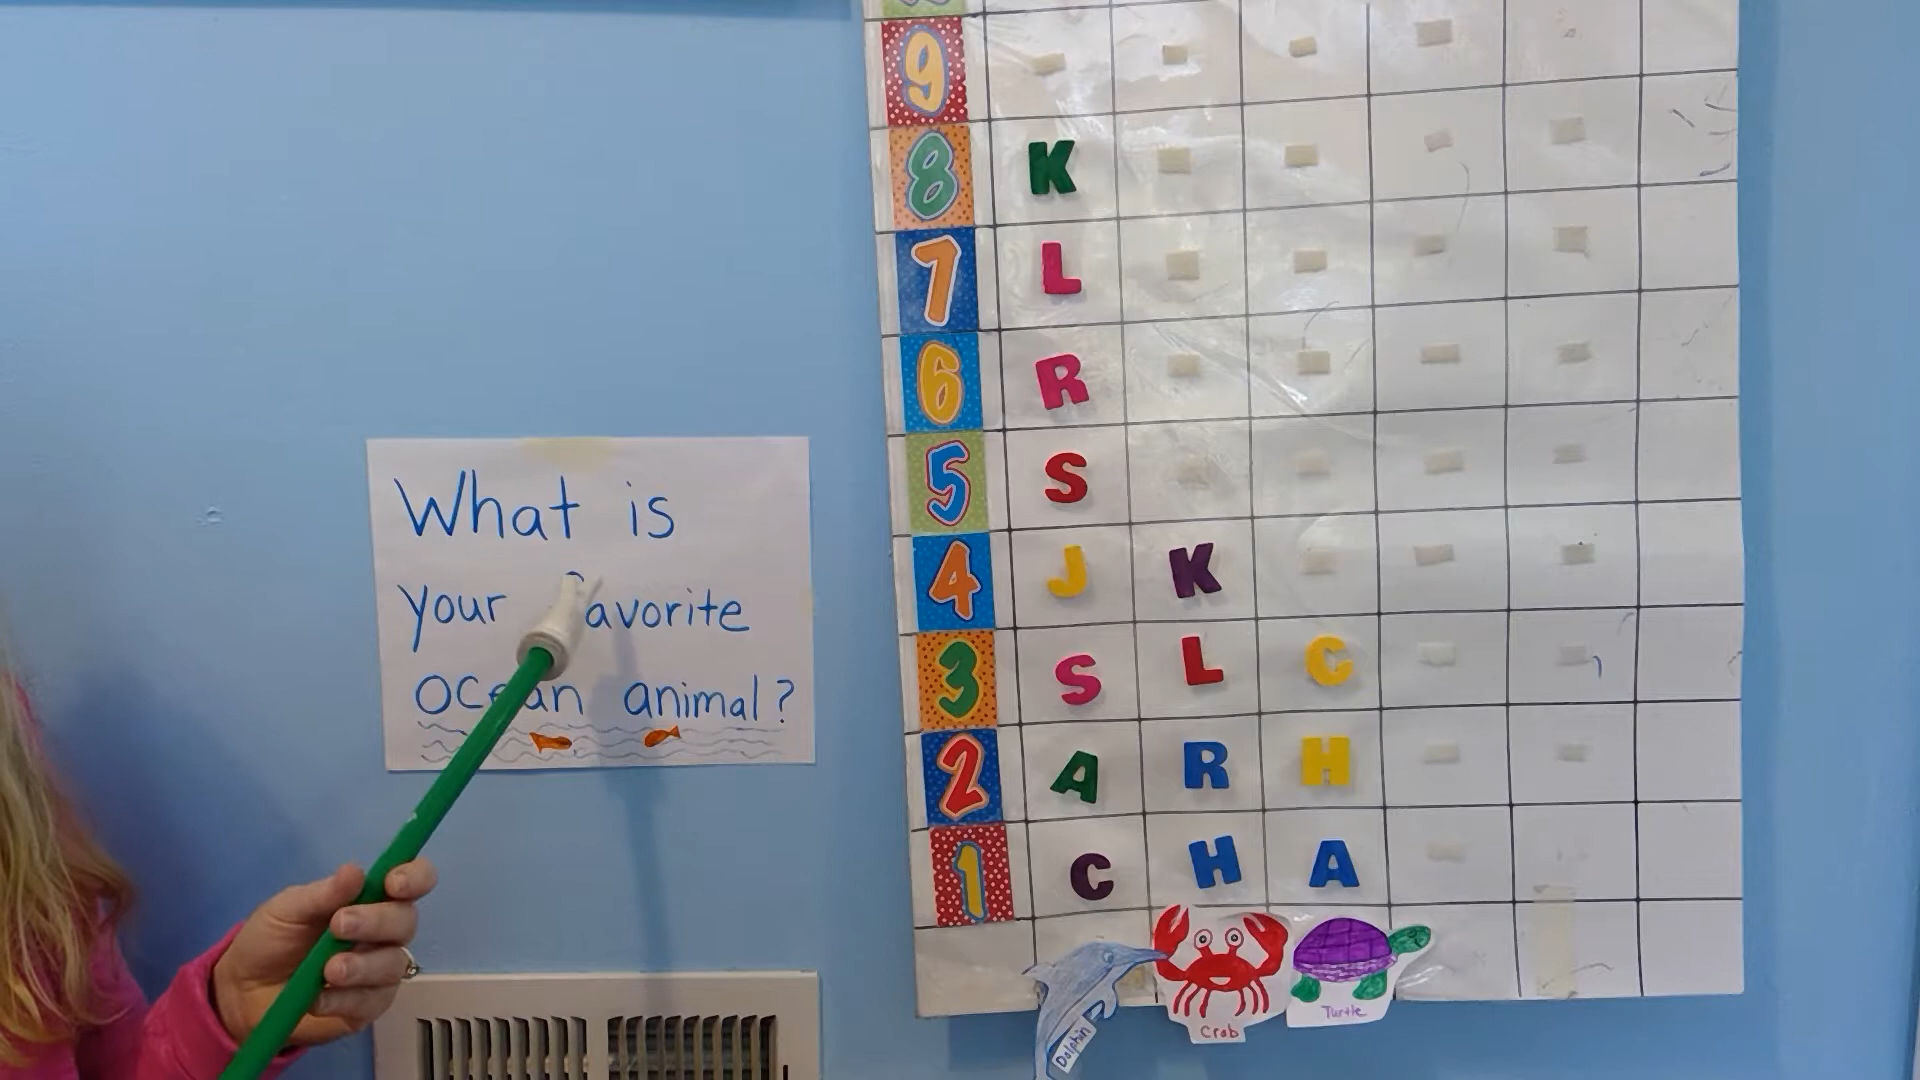 What is
your favorite
ocean animal?
9
8 K
7 L
6 R
5 S
4 J K
3 S L C
2 A R H
1 C H A
Dolphin Crab Turtle